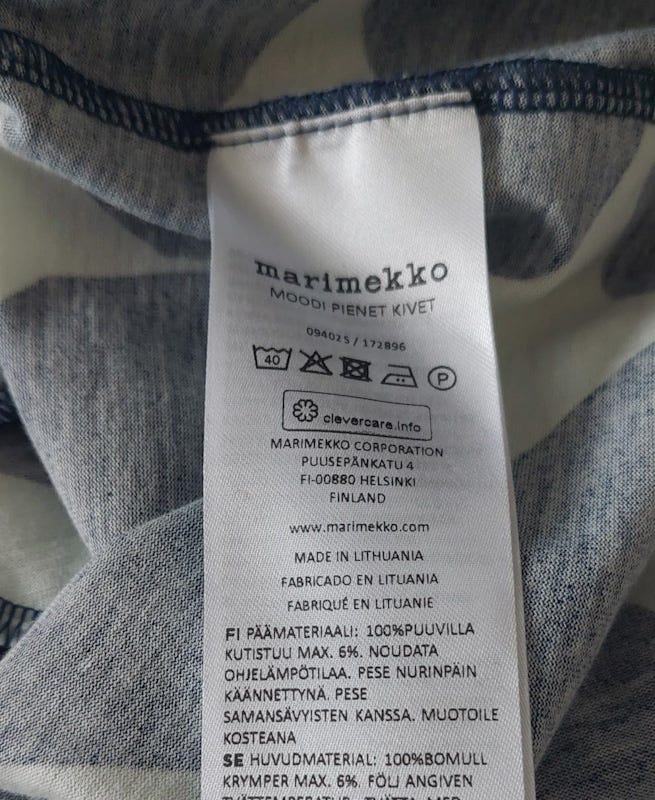 marimekko
MOODI PIENET KIVET
09402S / 172896
40 P
clevercare.info
MARIMEKKO CORPORATION
PUUSEPÄNKATU 4
FI-00880 HELSINKI
FINLAND
www.marimekko.com
MADE IN LITHUANIA
FABRICADO EN LITUANIA
FABRIQUÉ EN LITUANIE
FI PÄÄMATERIAALI: 100%PUUVILLA
KUTISTUU MAX. 6%. NOUDATA
OHJELÄMPÖTILAA. PESE NURINPÄIN
KÄÄNNETTYNÄ. PESE
SAMANSÄVYISTEN KANSSA. MUOTOILE
KOSTEANA
SE HUVUDMATERIAL: 100%BOMULL
KRYMPER MAX. 6%. FÖLJ ANGIVEN